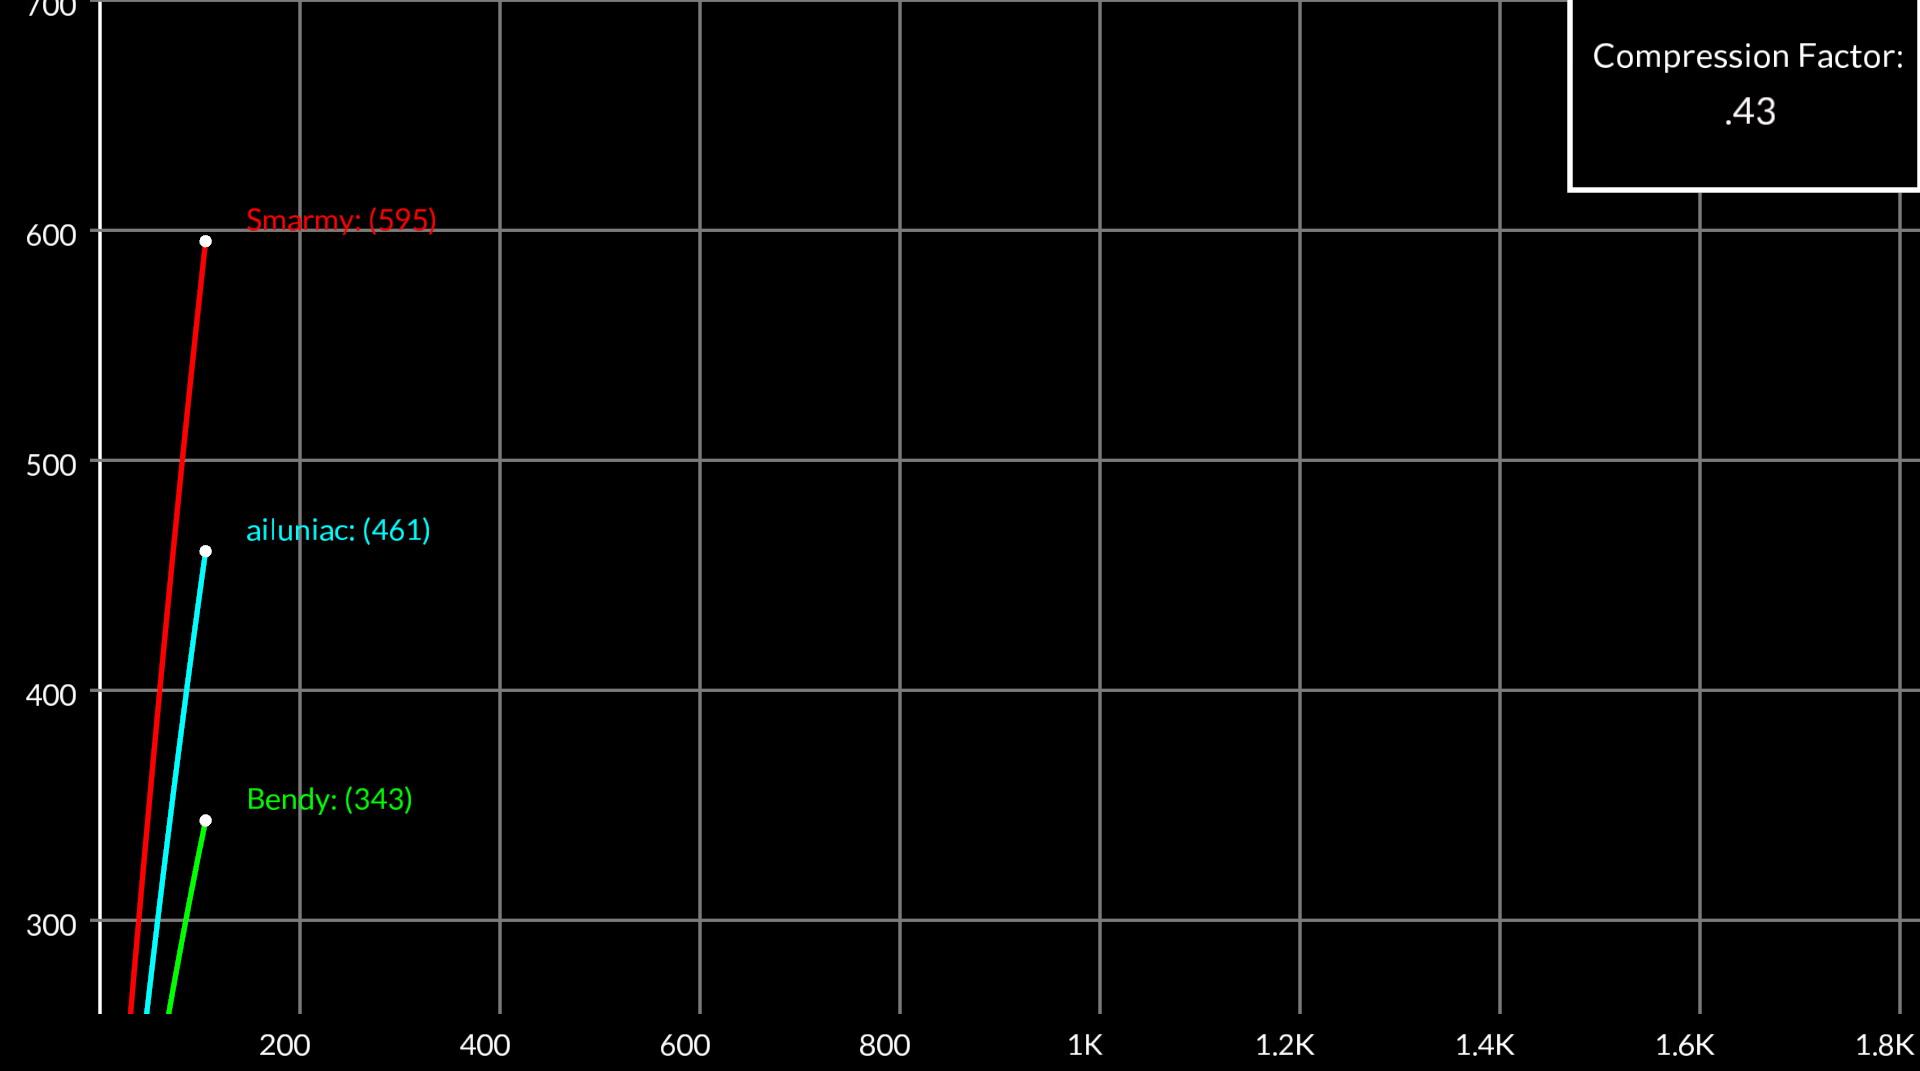 700
Compression Factor:
.43
Smarmy: (595)
600
500
ailuniac: (461)
400
Bendy: (343)
300
200 400 600 800 1K 1.2K 1.4K 1.6K 1.8K